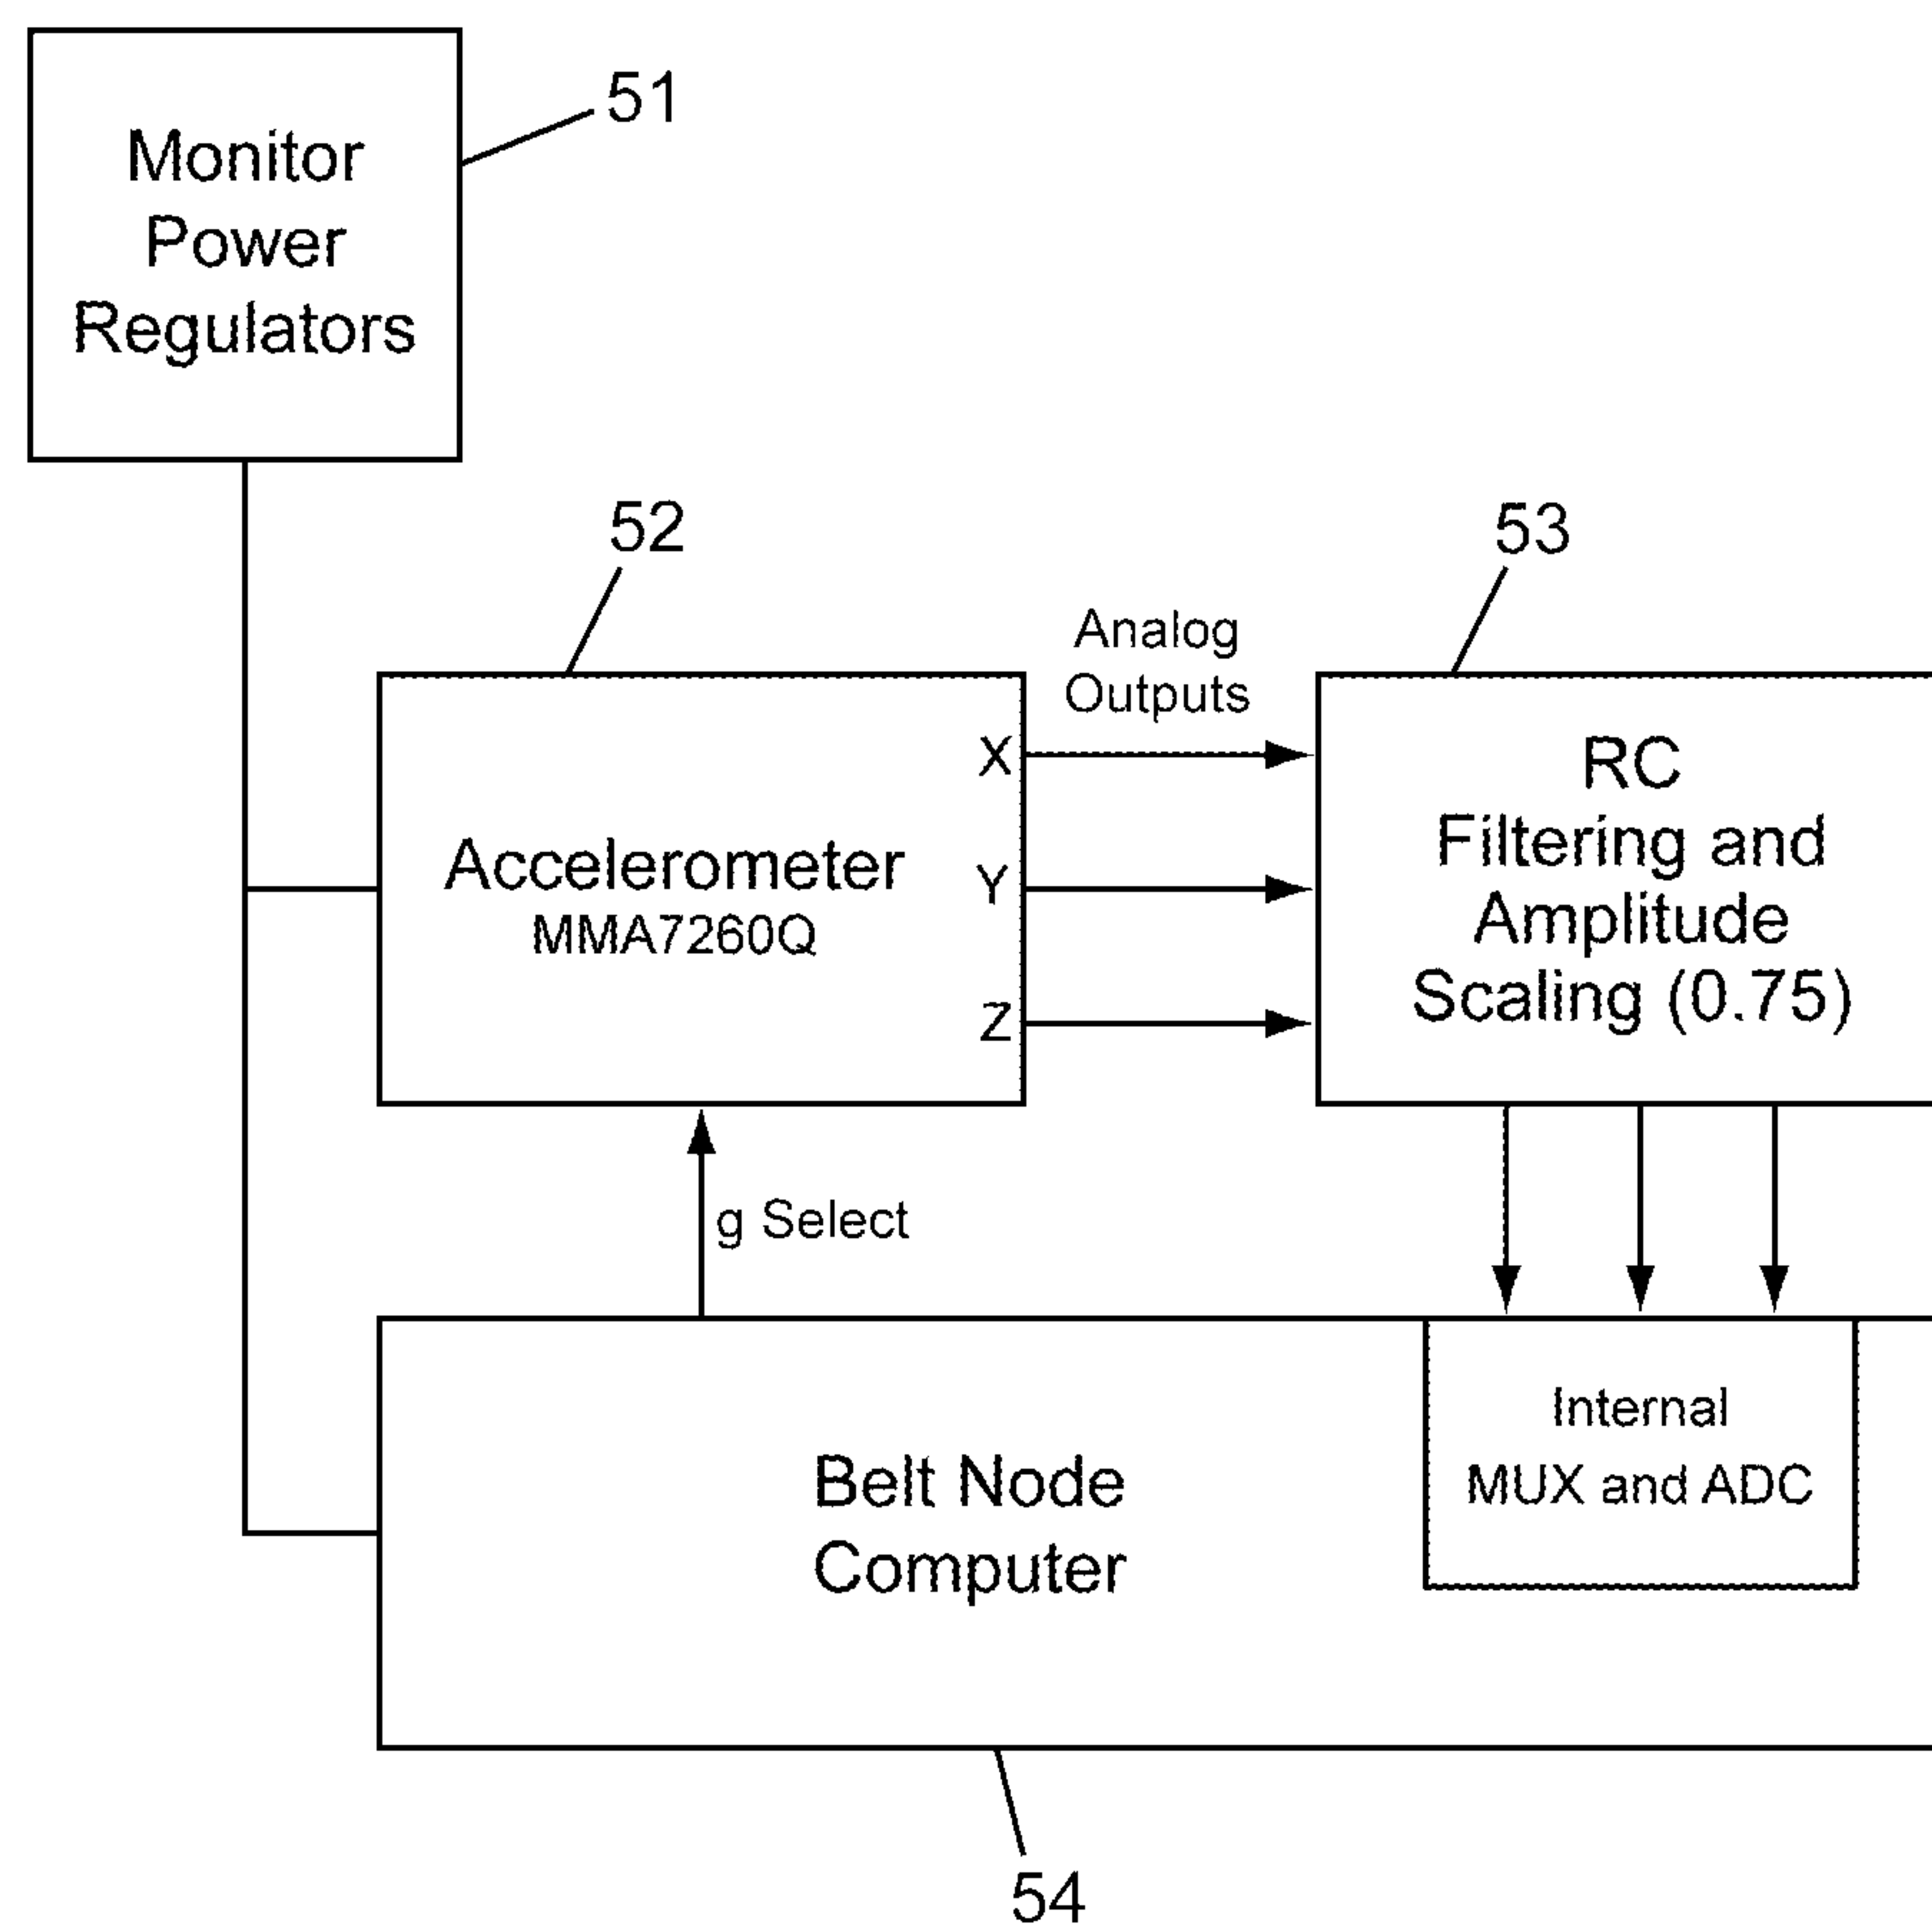 51
Monitor
Power
Regulators
52
53
Analog
Outputs
X
Y
Z
Accelerometer
MMA7260Q
RC
Filtering and
Amplitude
Scaling (0.75)
g Select
Internal
MUX and ADC
Belt Node
Computer
54